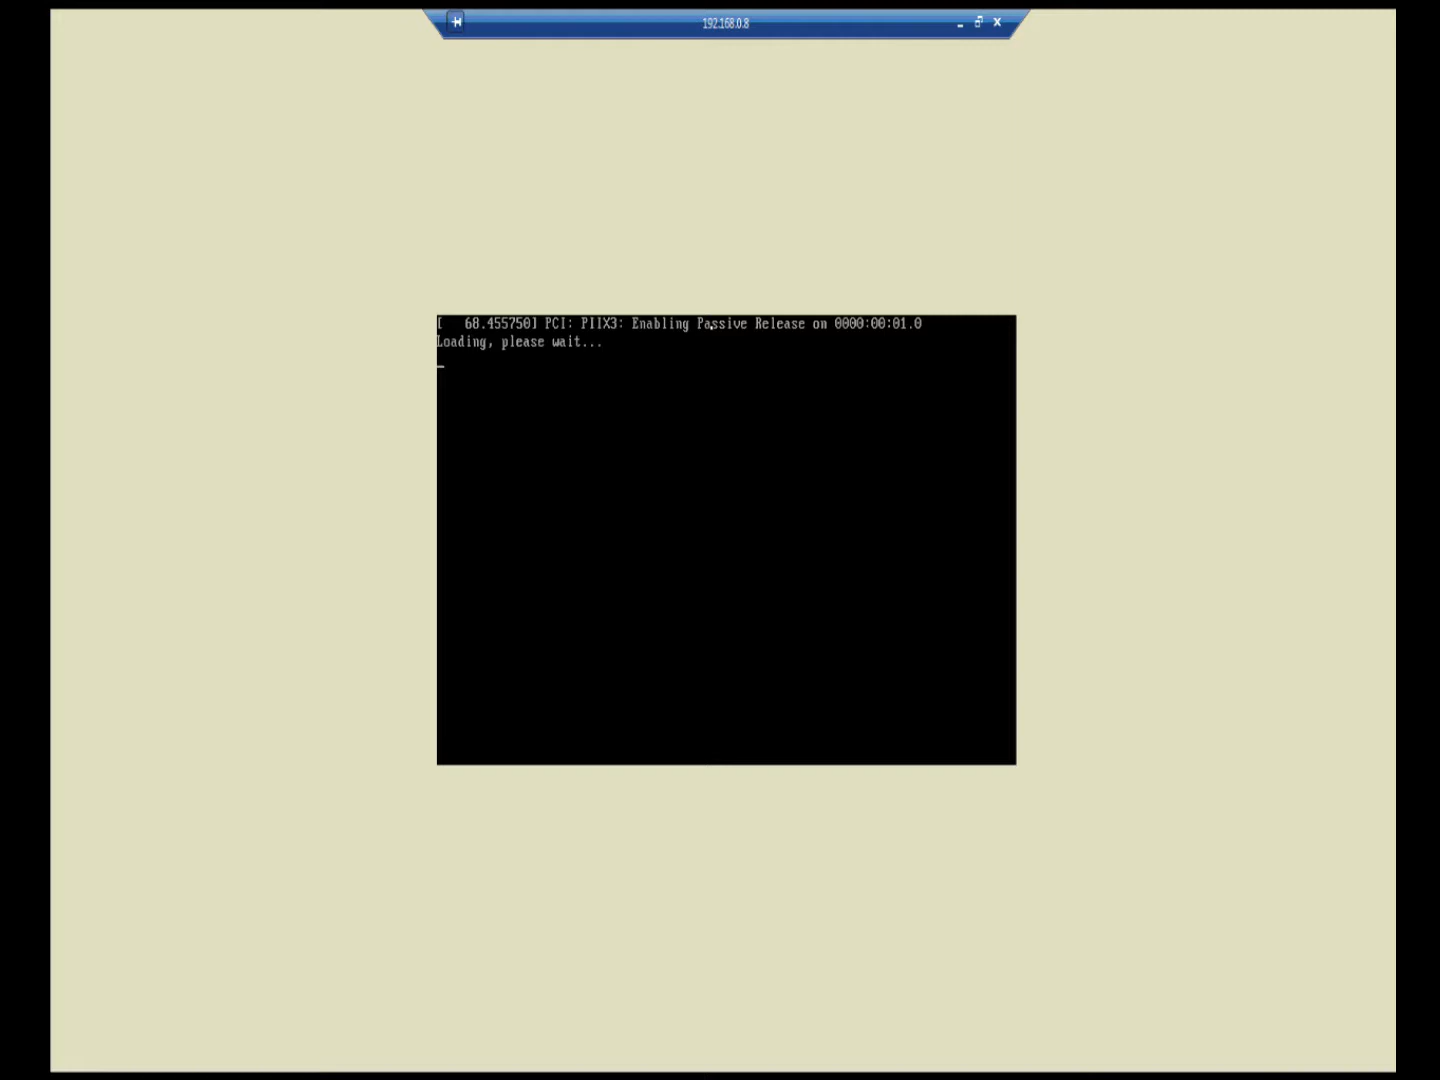 192.168.0.8
[   68.455750] PCI: PIIX3: Enabling Passive Release on 0000:00:01.0
Loading, please wait...